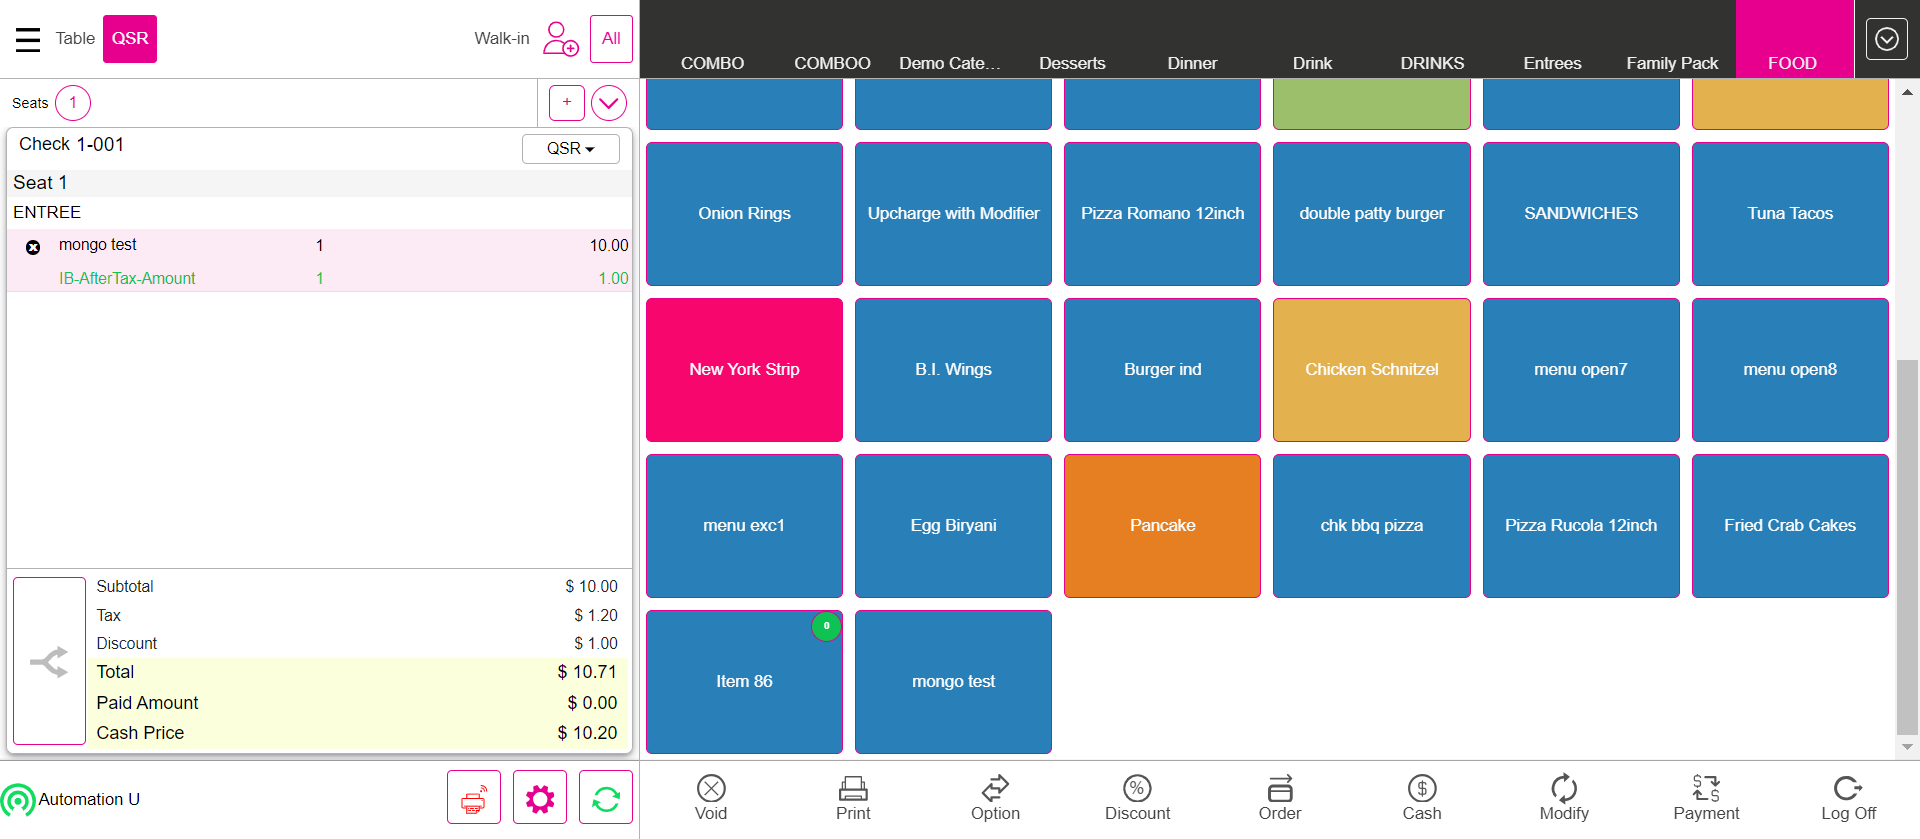 Table QSR Walk-in All
COMBO COMBOO Demo Cate... Desserts Dinner Drink DRINKS Entrees Family Pack FOOD
Seats 1 +
Check 1-001 QSR
Seat 1
ENTREE
mongo test 1 10.00
IB-AfterTax-Amount 1 1.00
Subtotal $ 10.00
Tax $ 1.20
Discount $ 1.00
Total $ 10.71
Paid Amount $ 0.00
Cash Price $ 10.20
Automation U
Onion Rings Upcharge with Modifier Pizza Romano 12inch double patty burger SANDWICHES Tuna Tacos
New York Strip B.I. Wings Burger ind Chicken Schnitzel menu open7 menu open8
menu exc1 Egg Biryani Pancake chk bbq pizza Pizza Rucola 12inch Fried Crab Cakes
0
Item 86 mongo test
Void Print Option Discount Order Cash Modify Payment Log Off